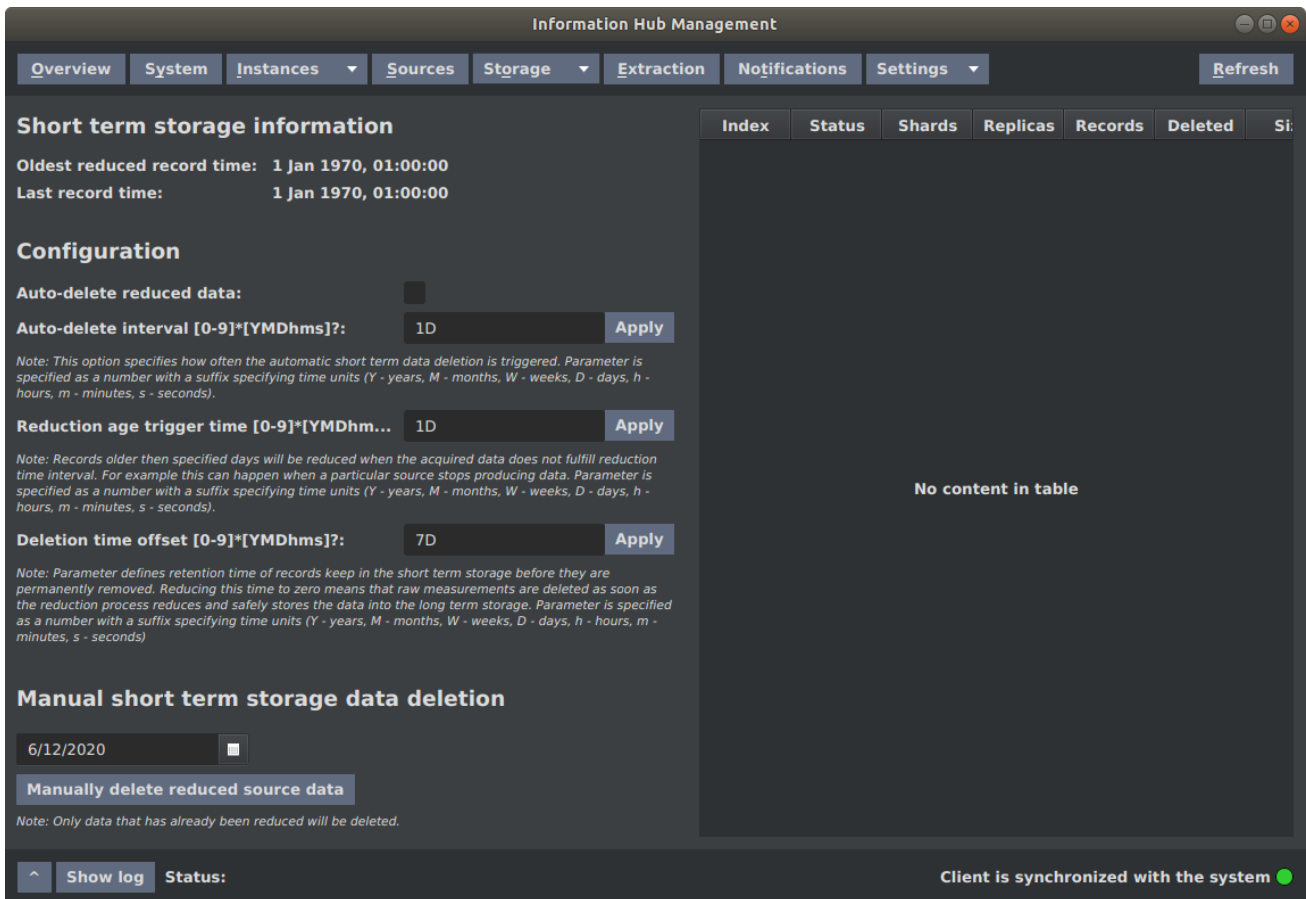 Information Hub Management
Overview System Instances Sources Storage Extraction Notifications Settings Refresh
Short term storage information
Oldest reduced record time: 1 Jan 1970, 01:00:00
Last record time: 1 Jan 1970, 01:00:00
Configuration
Auto-delete reduced data:
Auto-delete interval [0-9]*[YMDhms]?: 1D Apply
Note: This option specifies how often the automatic short term data deletion is triggered. Parameter is
specified as a number with a suffix specifying time units (Y - years, M - months, W - weeks, D - days, h -
hours, m - minutes, s - seconds).
Reduction age trigger time [0-9]*[YMDhm... 1D Apply
Note: Records older then specified days will be reduced when the acquired data does not fulfill reduction
time interval. For example this can happen when a particular source stops producing data. Parameter is
specified as a number with a suffix specifying time units (Y - years, M - months, W - weeks, D - days, h -
hours, m - minutes, s - seconds).
Deletion time offset [0-9]*[YMDhms]?: 7D Apply
Note: Parameter defines retention time of records keep in the short term storage before they are
permanently removed. Reducing this time to zero means that raw measurements are deleted as soon as
the reduction process reduces and safely stores the data into the long term storage. Parameter is specified
as a number with a suffix specifying time units (Y - years, M - months, W - weeks, D - days, h - hours, m -
minutes, s - seconds)
Manual short term storage data deletion
6/12/2020
Manually delete reduced source data
Note: Only data that has already been reduced will be deleted.
Index Status Shards Replicas Records Deleted
No content in table
^ Show log Status: Client is synchronized with the system